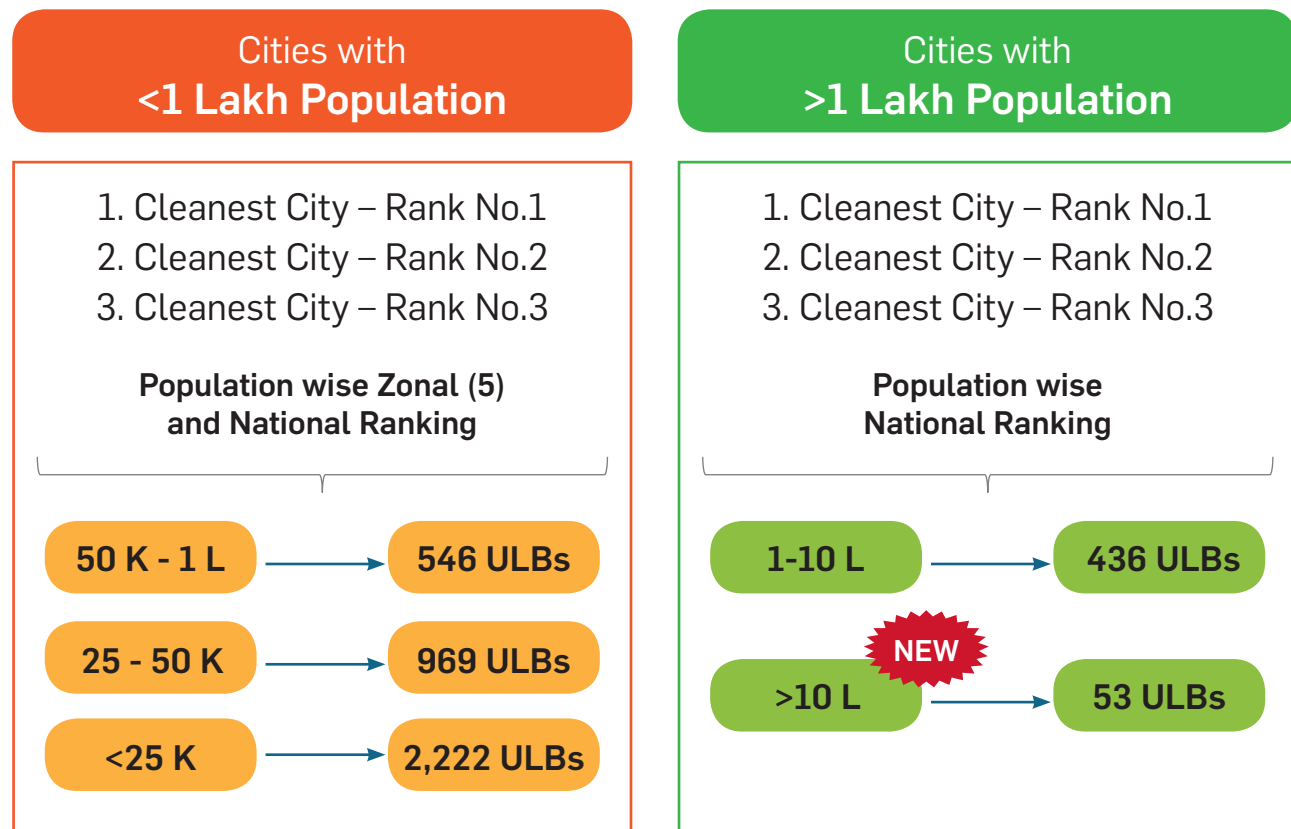 Cities with
<1 Lakh Population
1. Cleanest City – Rank No.1
2. Cleanest City – Rank No.2
3. Cleanest City – Rank No.3
Population wise Zonal (5)
and National Ranking
50 K - 1 L
546 ULBs
25 - 50 K
969 ULBs
<25 K
2,222 ULBs
Cities with
>1 Lakh Population
1. Cleanest City – Rank No.1
2. Cleanest City – Rank No.2
3. Cleanest City – Rank No.3
Population wise
National Ranking
1-10 L
436 ULBs
NEW
>10 L
53 ULBs